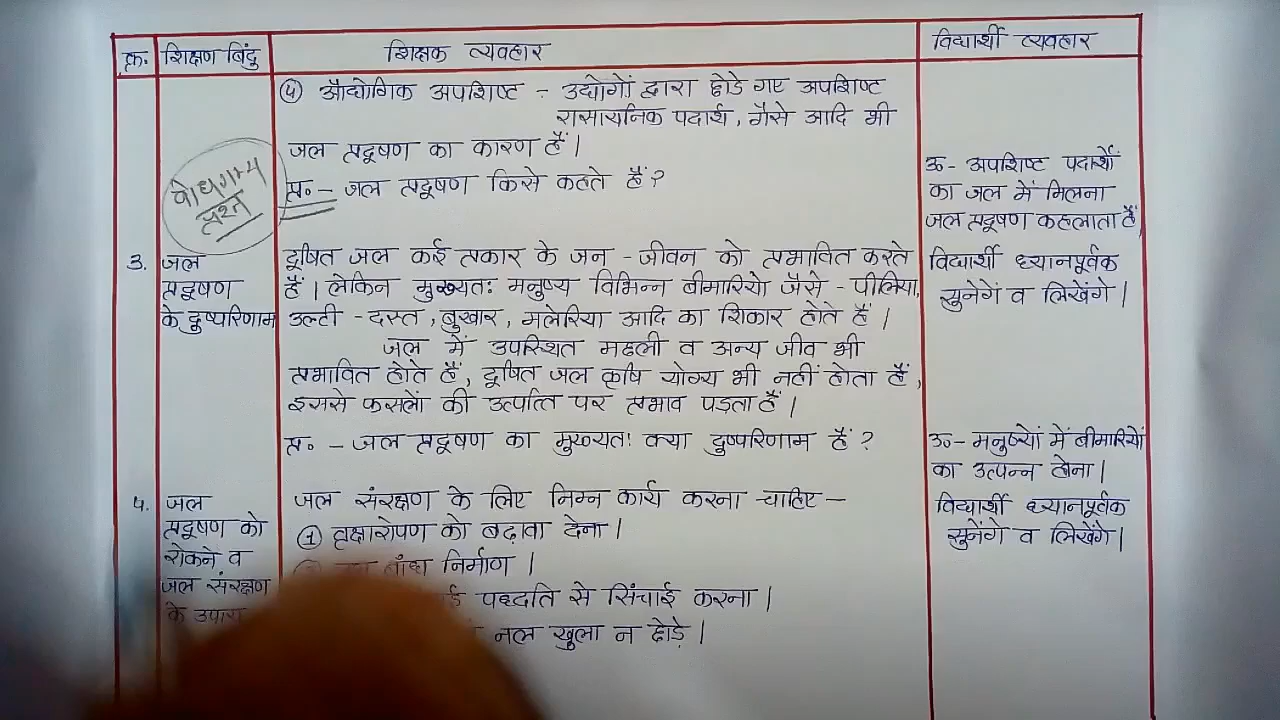 क्र. शिक्षण बिंदु शिक्षक व्यवहार विद्यार्थी व्यवहार
④ औद्योगिक अपशिष्ट - उद्योगों द्वारा छोडे गए अपशिष्ट
रासायनिक पदार्थ, गैसे आदि भी
जल प्रदूषण का कारण हैं।
बोधगम्य
प्रश्न
प्र० - जल प्रदूषण किसे कहते हैं?
उ०- अपशिष्ट पदार्थों
का जल में मिलना
जल प्रदूषण कहलाता हैं
3. जल
प्रदूषण
के दुष्परिणाम
दूषित जल कई प्रकार के जन - जीवन को प्रभावित करते
हैं। लेकिन मुख्यतः मनुष्य विभिन्न बीमारियो जैसे - पीलिया,
उल्टी - दस्त, बुखार, मलेरिया आदि का शिकार होते हैं।
जल में उपस्थित मछली व अन्य जीव भी
प्रभावित होते हैं, दूषित जल कृषि योग्य भी नहीं होता हैं,
इससे फसलों की उत्पत्ति पर प्रभाव पड़ता हैं।
विद्यार्थी ध्यानपूर्वक
सुनेगें व लिखेंगे।
प्र० - जल प्रदूषण का मुख्यतः क्या दुष्परिणाम हैं?
उ०- मनुष्यों में बीमारियों
का उत्पन्न होना।
4. जल
प्रदूषण को
रोकने व
जल संरक्षण
के उपाय
जल संरक्षण के लिए निम्न कार्य करना चाहिए -
① वृक्षारोपण को बढ़ावा देना।
बाँध निर्माण।
पध्दति से सिंचाई करना।
नल खुला न छोड़े।
विद्यार्थी ध्यानपूर्वक
सुनेंगे व लिखेंगे।